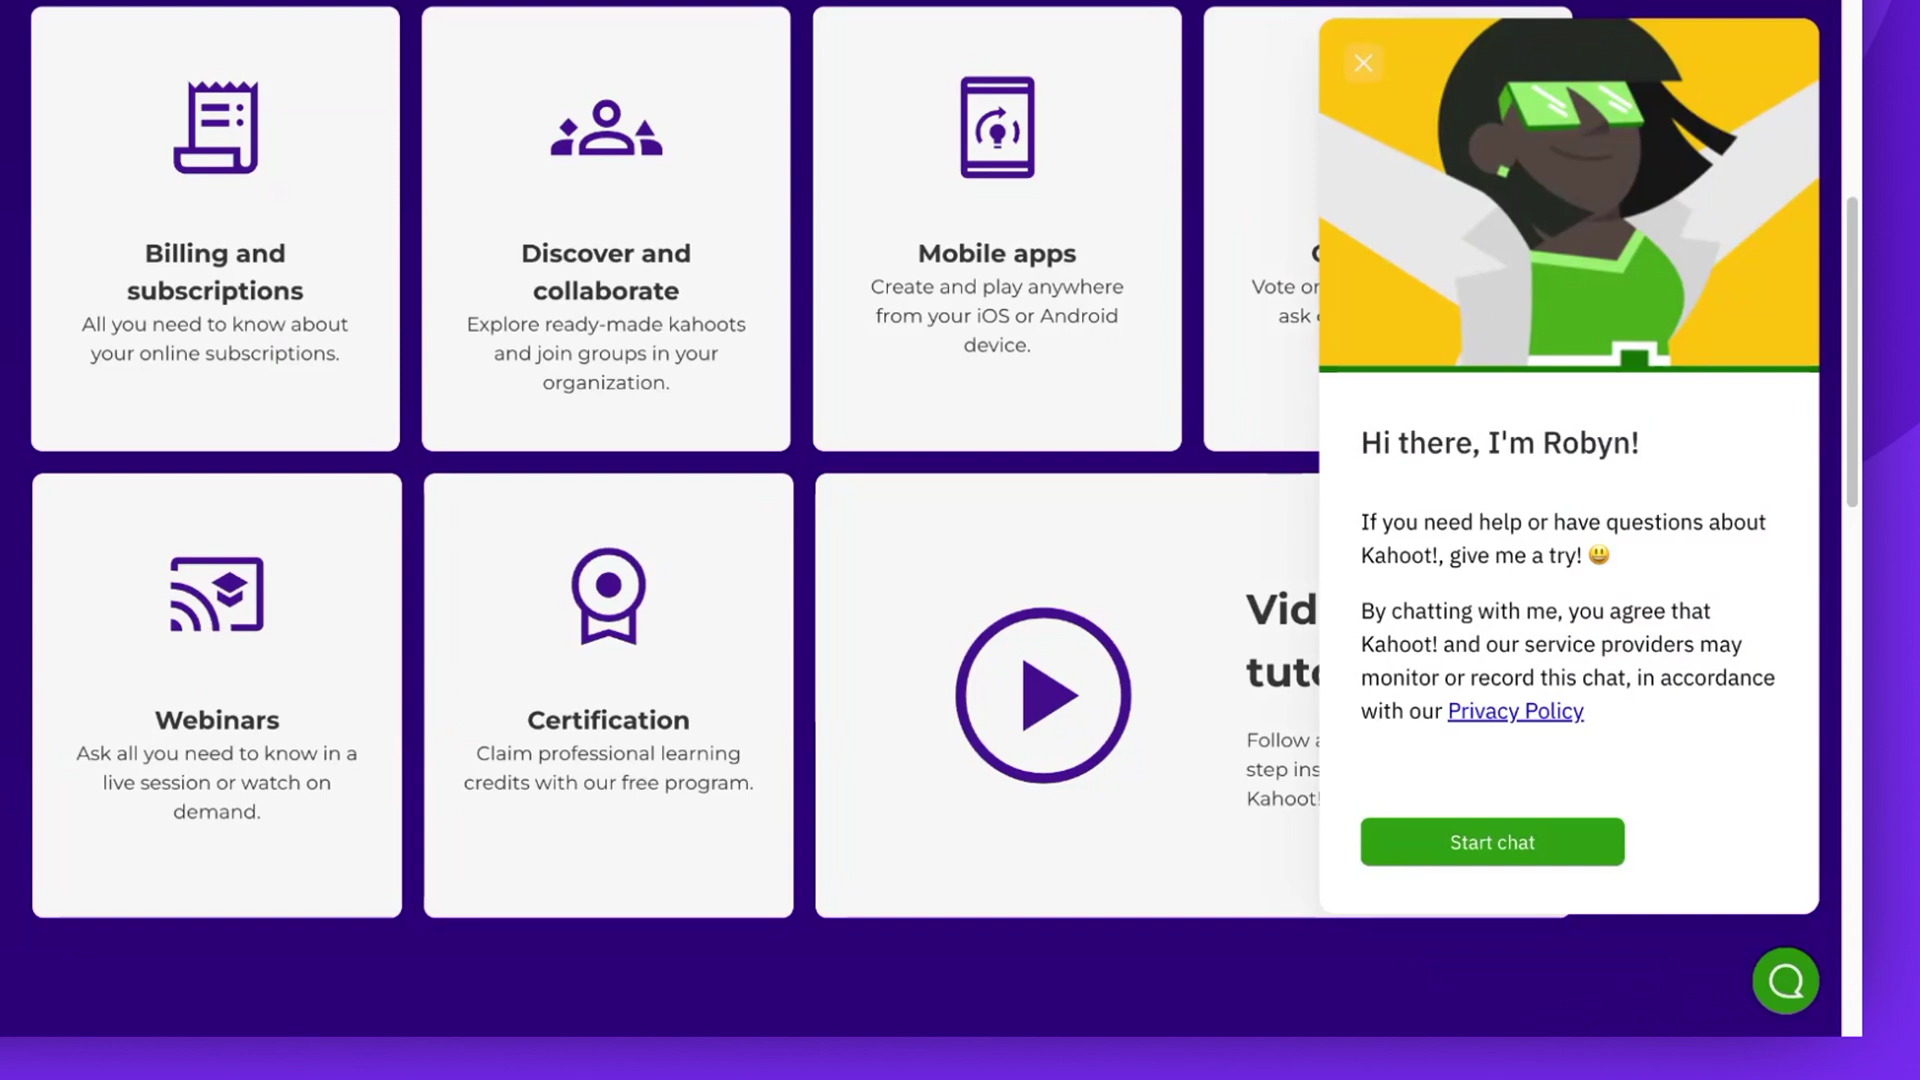 Billing and
subscriptions
All you need to know about
your online subscriptions.
Discover and
collaborate
Explore ready-made kahoots
and join groups in your
organization.
Mobile apps
Create and play anywhere
from your iOS or Android
device.
Vote or
ask
Webinars
Ask all you need to know in a
live session or watch on
demand.
Certification
Claim professional learning
credits with our free program.
Vid
tuto
Follow
step ins
Kahoot!
Hi there, I'm Robyn!
If you need help or have questions about
Kahoot!, give me a try! 😃
By chatting with me, you agree that
Kahoot! and our service providers may
monitor or record this chat, in accordance
with our Privacy Policy
Start chat